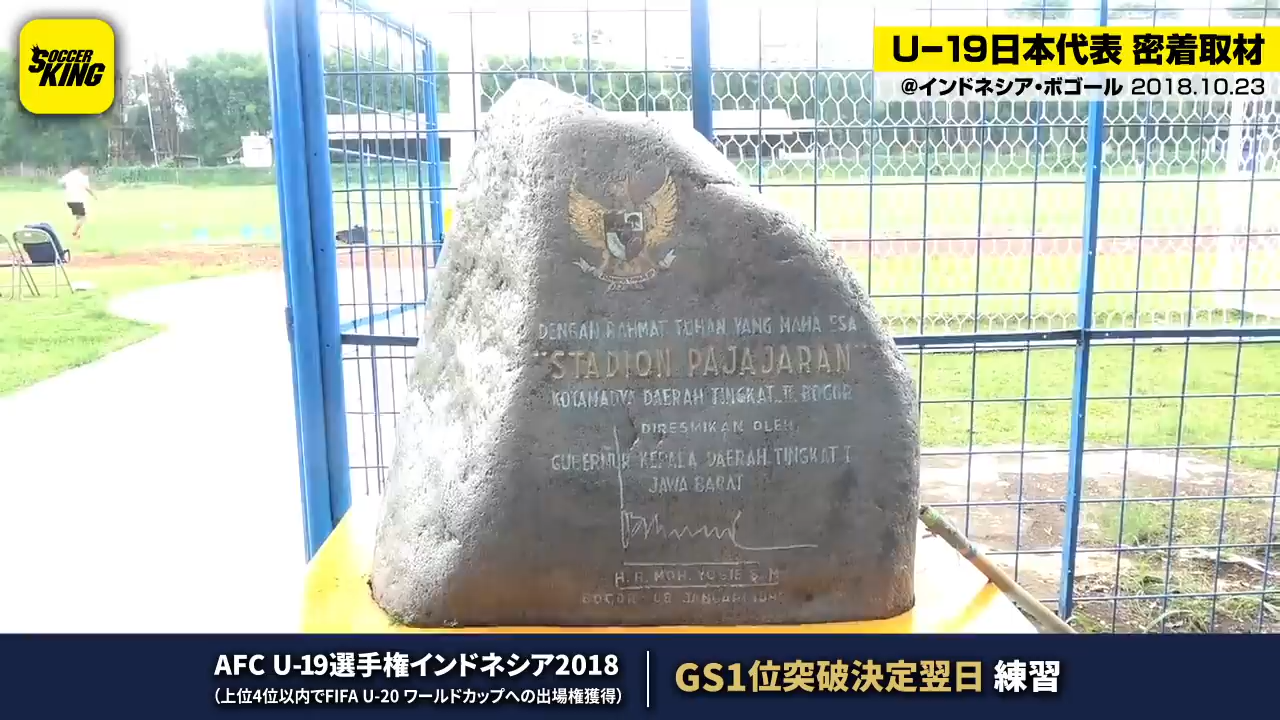 SOCCER
KING
U-19日本代表 密着取材
@インドネシア・ボゴール 2018.10.23
DENGAN RAHMAT TUHAN YANG MAHA ESA
"STADION PAJAJARAN"
KOTAMADYA DAERAH TINGKAT II BOGOR
DIRESMIKAN OLEH
GUBERNUR KEPALA DAERAH TINGKAT I
JAWA BARAT
H. R. MOH. YOGIE S. M
BOGOR 08 JANUARI
AFC U-19選手権インドネシア2018
(上位4位以内でFIFA U-20 ワールドカップへの出場権獲得)
GS1位突破決定翌日 練習